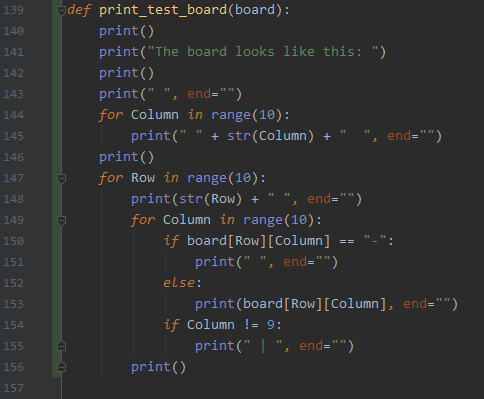 139 def print_test_board(board):
140     print()
141     print("The board looks like this: ")
142     print()
143     print(" ", end="")
144     for Column in range(10):
145         print(" " + str(Column) + "  ", end="")
146     print()
147     for Row in range(10):
148         print(str(Row) + " ", end="")
149         for Column in range(10):
150             if board[Row][Column] == "-":
151                 print(" ", end="")
152             else:
153                 print(board[Row][Column], end="")
154             if Column != 9:
155                 print(" | ", end="")
156         print()
157